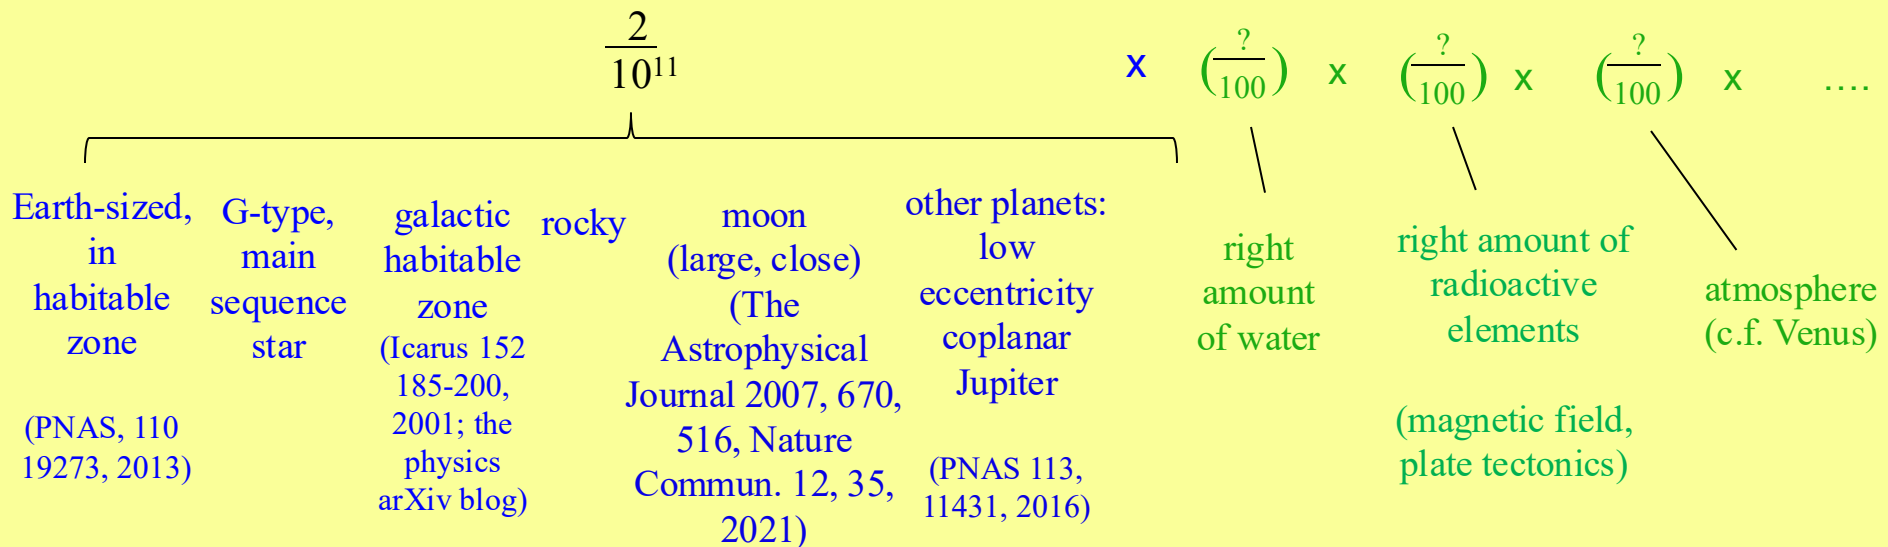 2
10¹¹
x
(?/100)
x
(?/100)
x
(?/100)
x
....
Earth-sized,
in
habitable
zone
(PNAS, 110
19273, 2013)
G-type,
main
sequence
star
galactic
habitable
zone
(Icarus 152
185-200,
2001; the
physics
arXiv blog)
rocky
moon
(large, close)
(The
Astrophysical
Journal 2007, 670,
516, Nature
Commun. 12, 35,
2021)
other planets:
low
eccentricity
coplanar
Jupiter
(PNAS 113,
11431, 2016)
right
amount
of water
right amount of
radioactive
elements
(magnetic field,
plate tectonics)
atmosphere
(c.f. Venus)